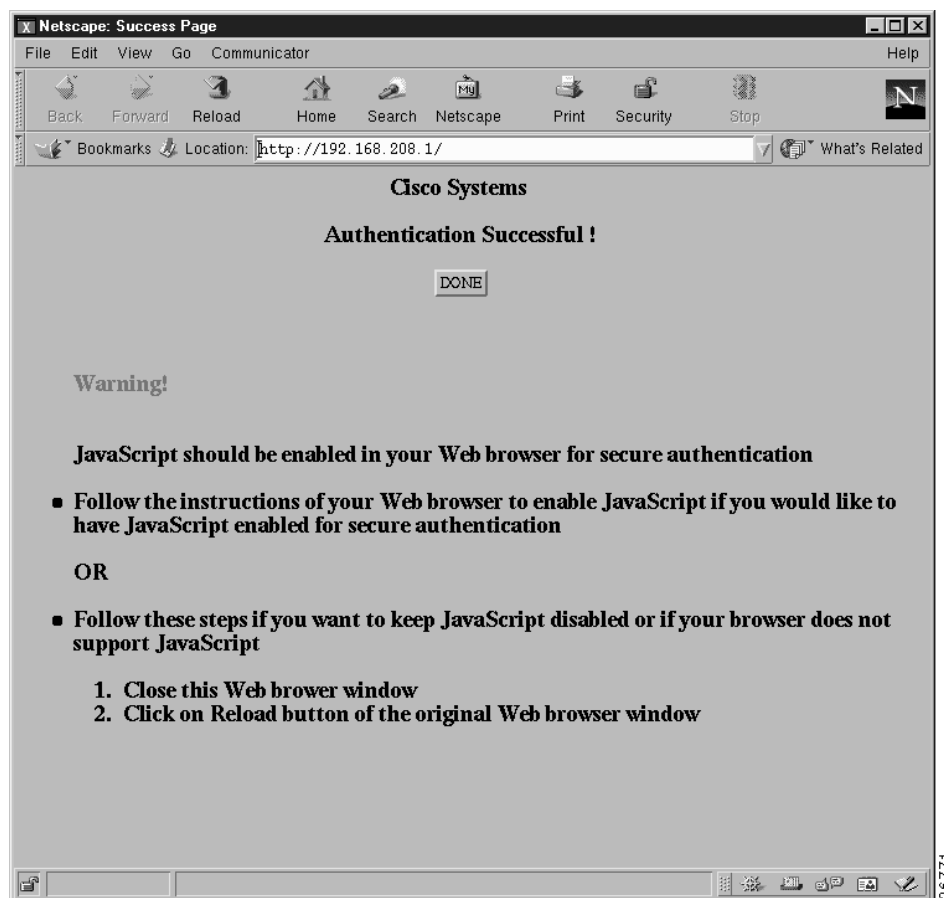 X Netscape: Success Page
File Edit View Go Communicator Help
Back Forward Reload Home Search My Netscape Print Security Stop N
Bookmarks Location: http://192.168.208.1/ What's Related
Cisco Systems
Authentication Successful !
DONE
Warning!
JavaScript should be enabled in your Web browser for secure authentication
Follow the instructions of your Web browser to enable JavaScript if you would like to
have JavaScript enabled for secure authentication
OR
Follow these steps if you want to keep JavaScript disabled or if your browser does not
support JavaScript
1. Close this Web brower window
2. Click on Reload button of the original Web browser window